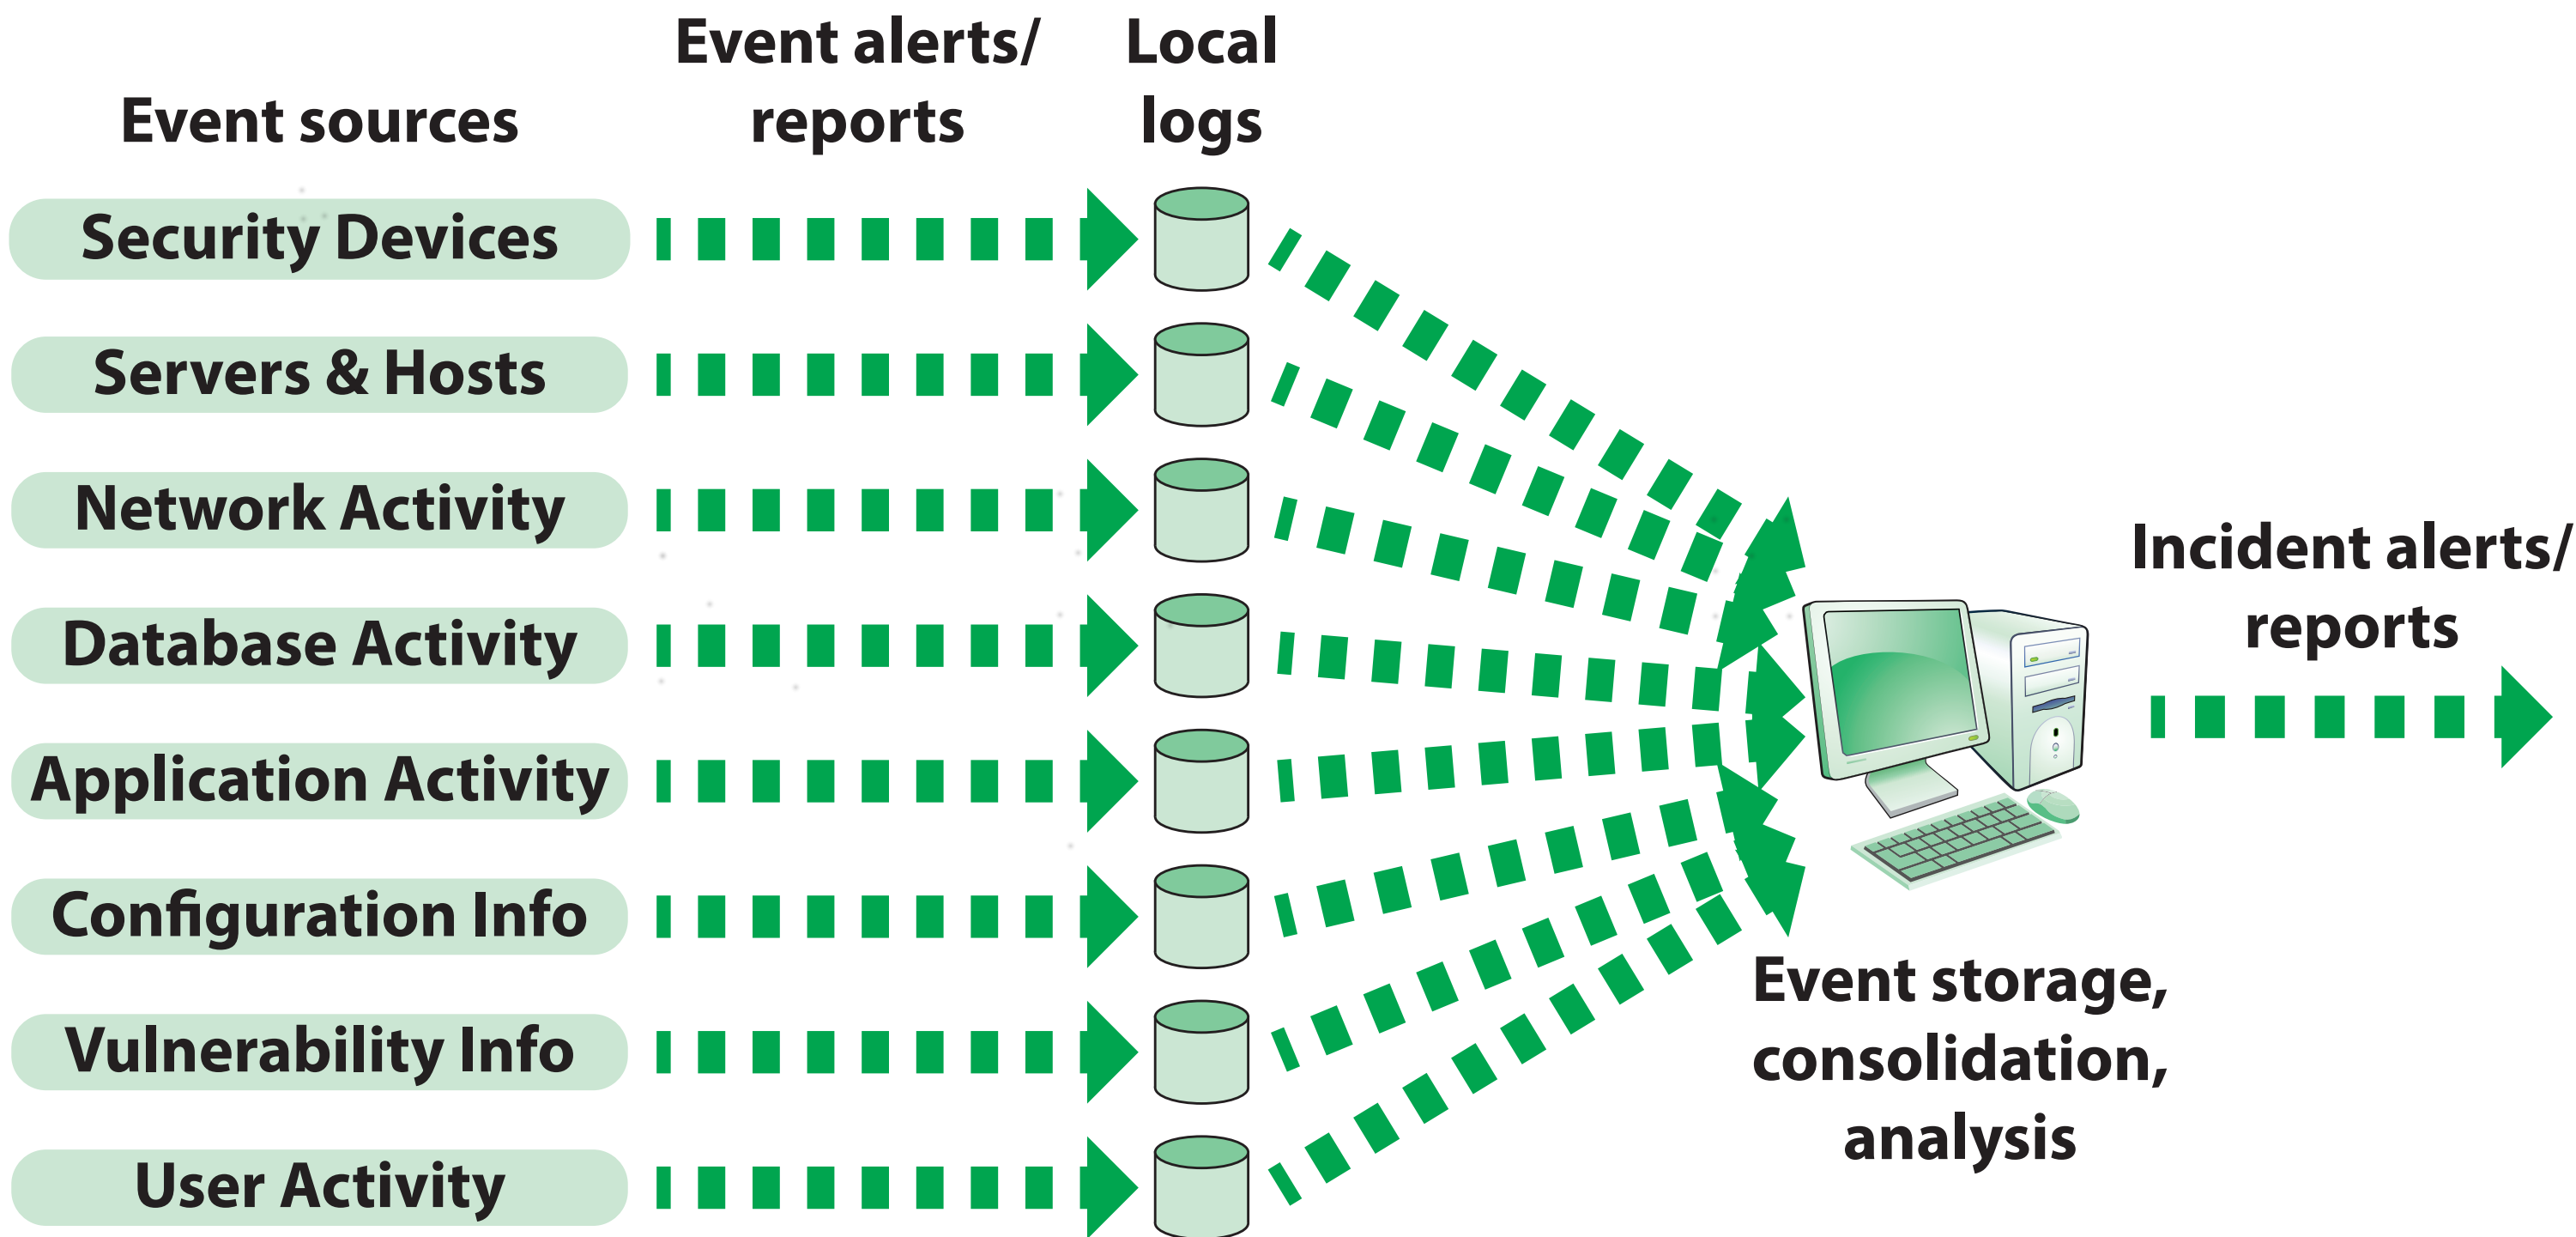 Event sources
Event alerts/
reports
Local
logs
Security Devices
Servers & Hosts
Network Activity
Database Activity
Application Activity
Configuration Info
Vulnerability Info
User Activity
Event storage,
consolidation,
analysis
Incident alerts/
reports